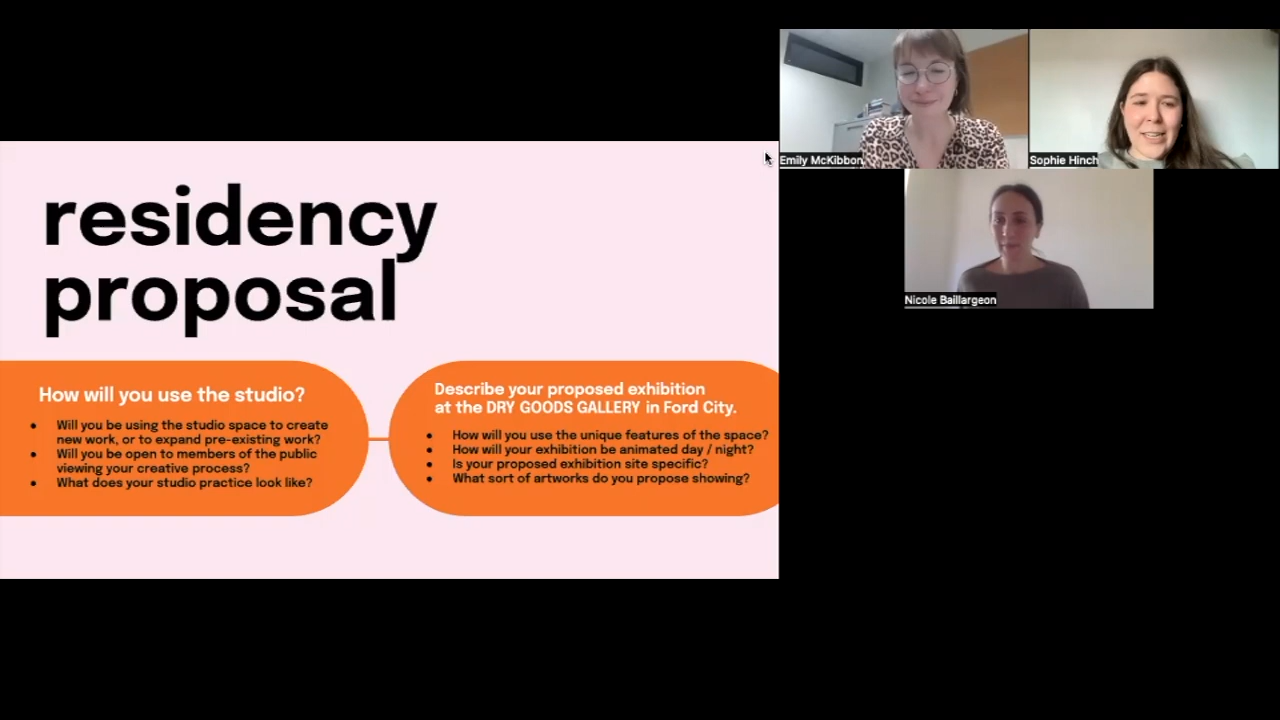 residency
proposal
How will you use the studio?
● Will you be using the studio space to create
new work, or to expand pre-existing work?
● Will you be open to members of the public
viewing your creative process?
● What does your studio practice look like?
Describe your proposed exhibition
at the DRY GOODS GALLERY in Ford City.
● How will you use the unique features of the space?
● How will your exhibition be animated day / night?
● Is your proposed exhibition site specific?
● What sort of artworks do you propose showing?
Emily McKibbon
Sophie Hinch
Nicole Baillargeon